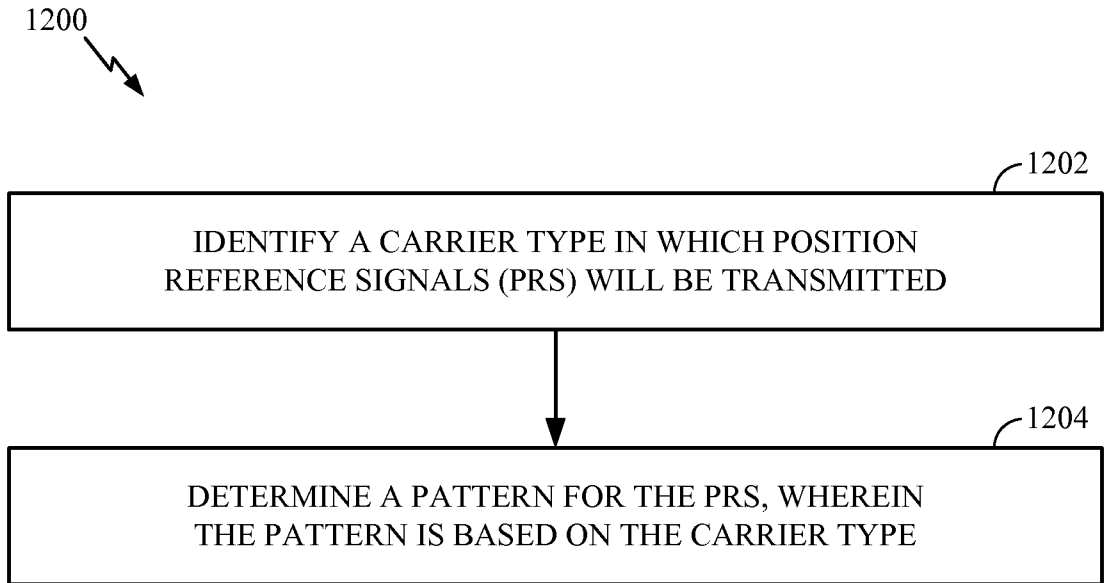 1200
1202
IDENTIFY A CARRIER TYPE IN WHICH POSITION
REFERENCE SIGNALS (PRS) WILL BE TRANSMITTED
1204
DETERMINE A PATTERN FOR THE PRS, WHEREIN
THE PATTERN IS BASED ON THE CARRIER TYPE